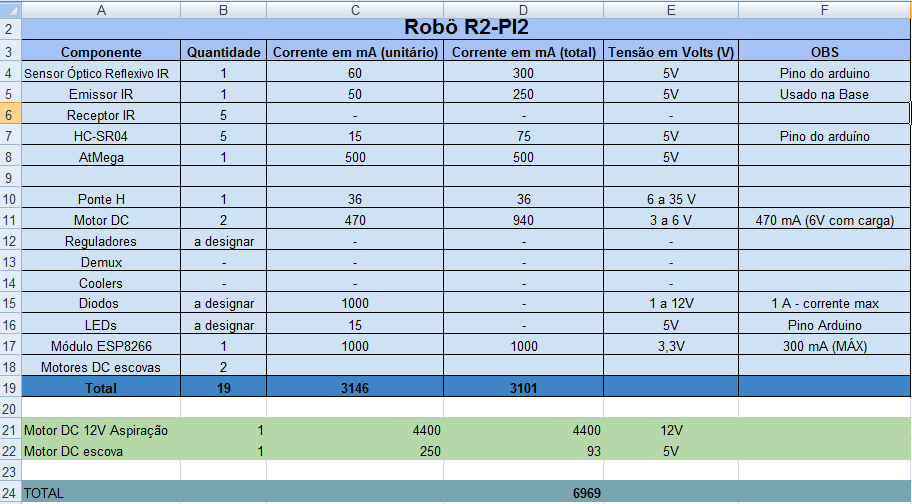 A B C D E F
2 Robô R2-PI2
3 Componente Quantidade Corrente em mA (unitário) Corrente em mA (total) Tensão em Volts (V) OBS
4 Sensor Óptico Reflexivo IR 1 60 300 5V Pino do arduino
5 Emissor IR 1 50 250 5V Usado na Base
6 Receptor IR 5 - - -
7 HC-SR04 5 15 75 5V Pino do arduíno
8 AtMega 1 500 500 5V
9
10 Ponte H 1 36 36 6 a 35 V
11 Motor DC 2 470 940 3 a 6 V 470 mA (6V com carga)
12 Reguladores a designar - - -
13 Demux - - - -
14 Coolers - - - -
15 Diodos a designar 1000 - 1 a 12V 1 A - corrente max
16 LEDs a designar 15 - 5V Pino Arduino
17 Módulo ESP8266 1 1000 1000 3,3V 300 mA (MÁX)
18 Motores DC escovas 2
19 Total 19 3146 3101
20
21 Motor DC 12V Aspiração 1 4400 4400 12V
22 Motor DC escova 1 250 93 5V
23
24 TOTAL 6969